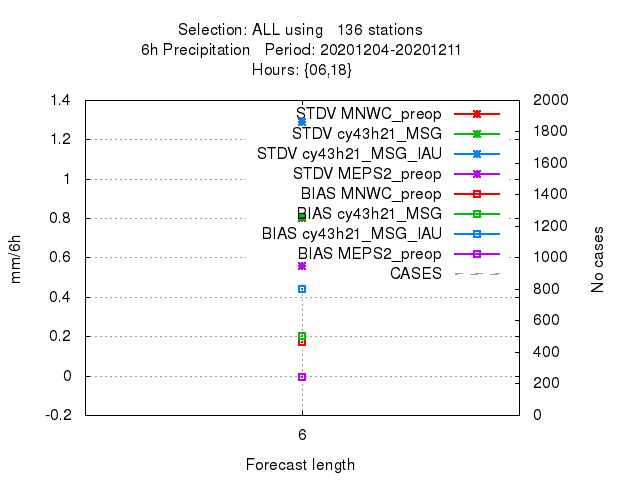 Selection: ALL using 136 stations
6h Precipitation Period: 20201204-20201211
Hours: {06,18}
1.4
1.2
1
0.8
0.6
0.4
0.2
0
-0.2
mm/6h
STDV MNWC_preop
STDV cy43h21_MSG
STDV cy43h21_MSG_IAU
STDV MEPS2_preop
BIAS MNWC_preop
BIAS cy43h21_MSG
BIAS cy43h21_MSG_IAU
BIAS MEPS2_preop
CASES
2000
1800
1600
1400
1200
1000
800
600
400
200
0
No cases
6
Forecast length